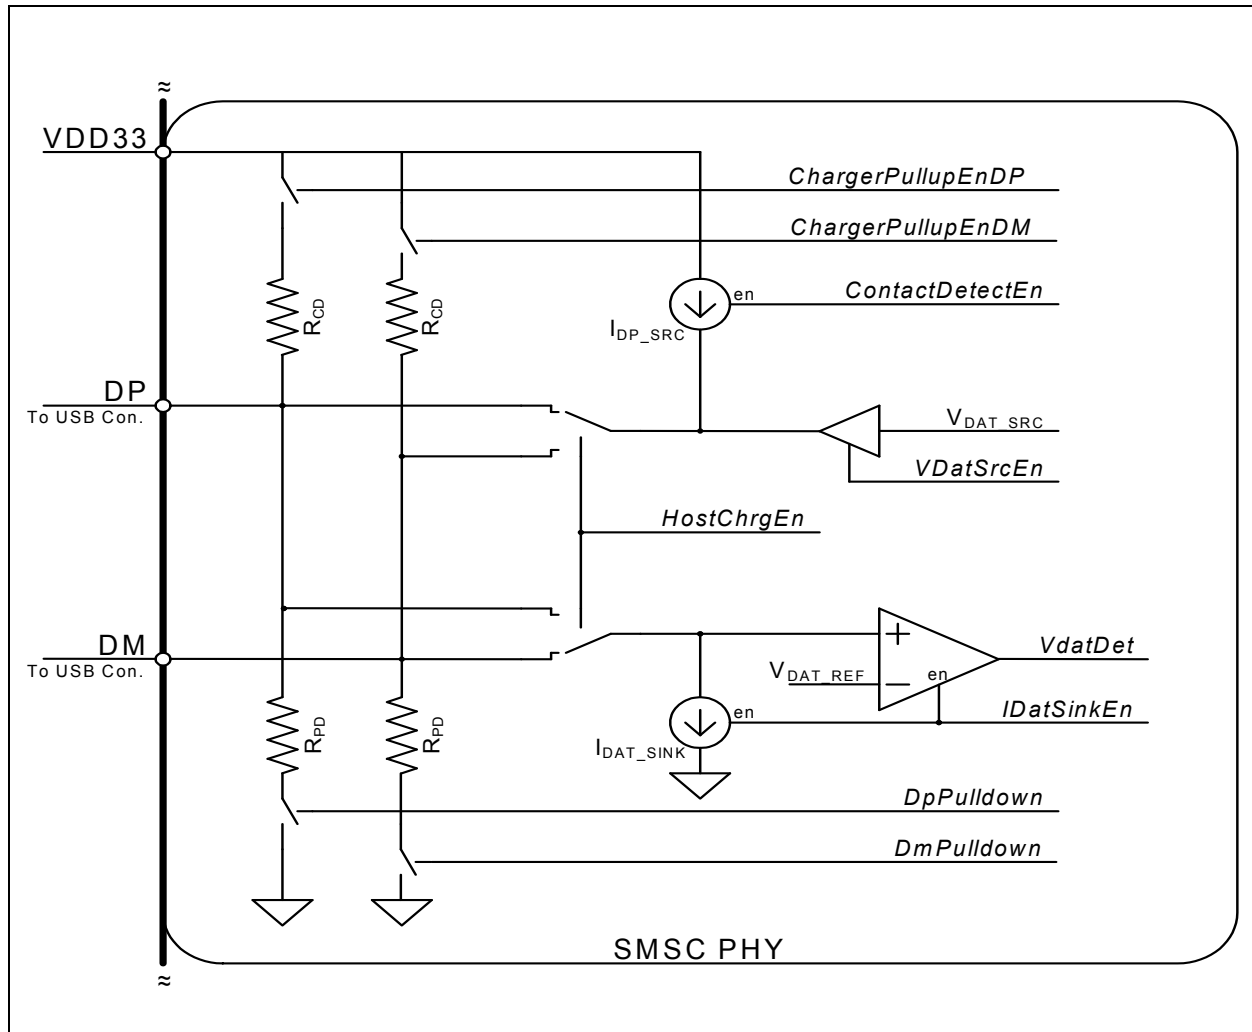 ≈
VDD33
ChargerPullupEnDP
ChargerPullupEnDM
ContactDetectEn
en
I_DP_SRC
R_CD
R_CD
DP
To USB Con.
V_DAT_SRC
VDatSrcEn
HostChrgEn
DM
To USB Con.
+
VdatDet
V_DAT_REF
−
en
IDatSinkEn
en
I_DAT_SINK
R_PD
R_PD
DpPulldown
DmPulldown
SMSC PHY
≈